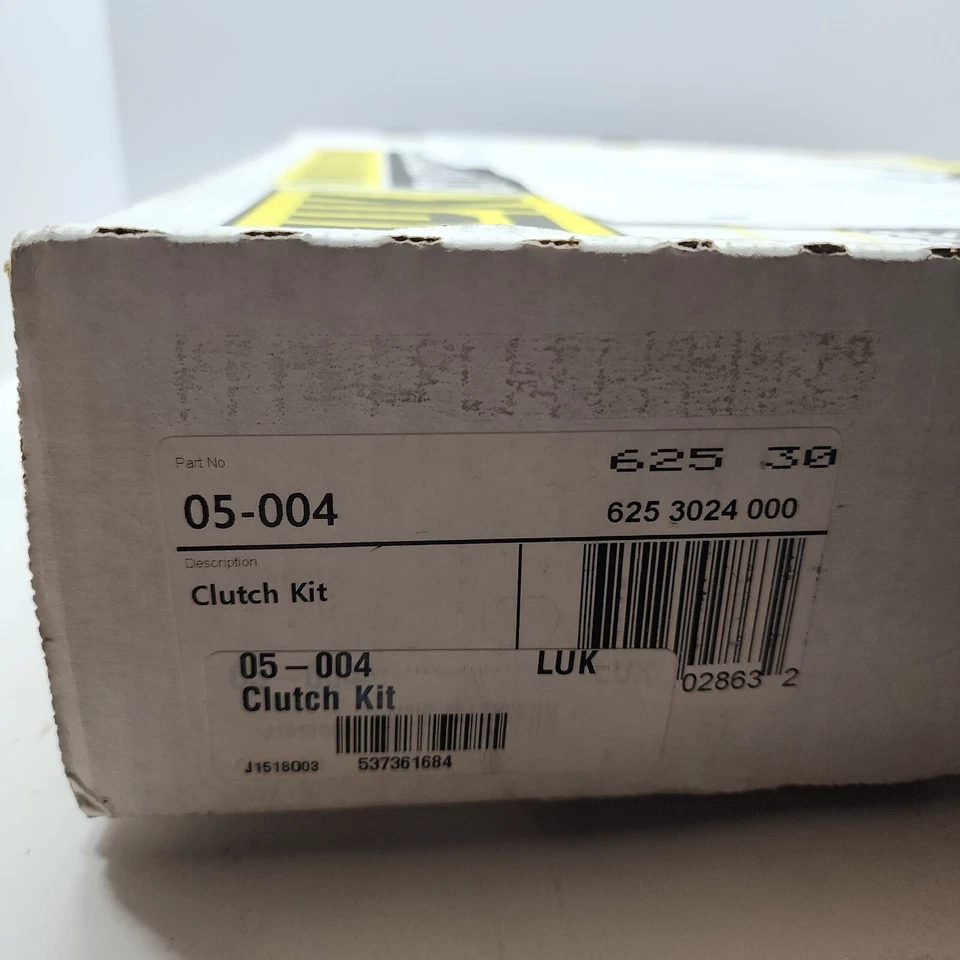 Part No.
625 30
05-004
625 3024 000
Description
Clutch Kit
05-004
LUK
02863 2
Clutch Kit
J1518003
537361684